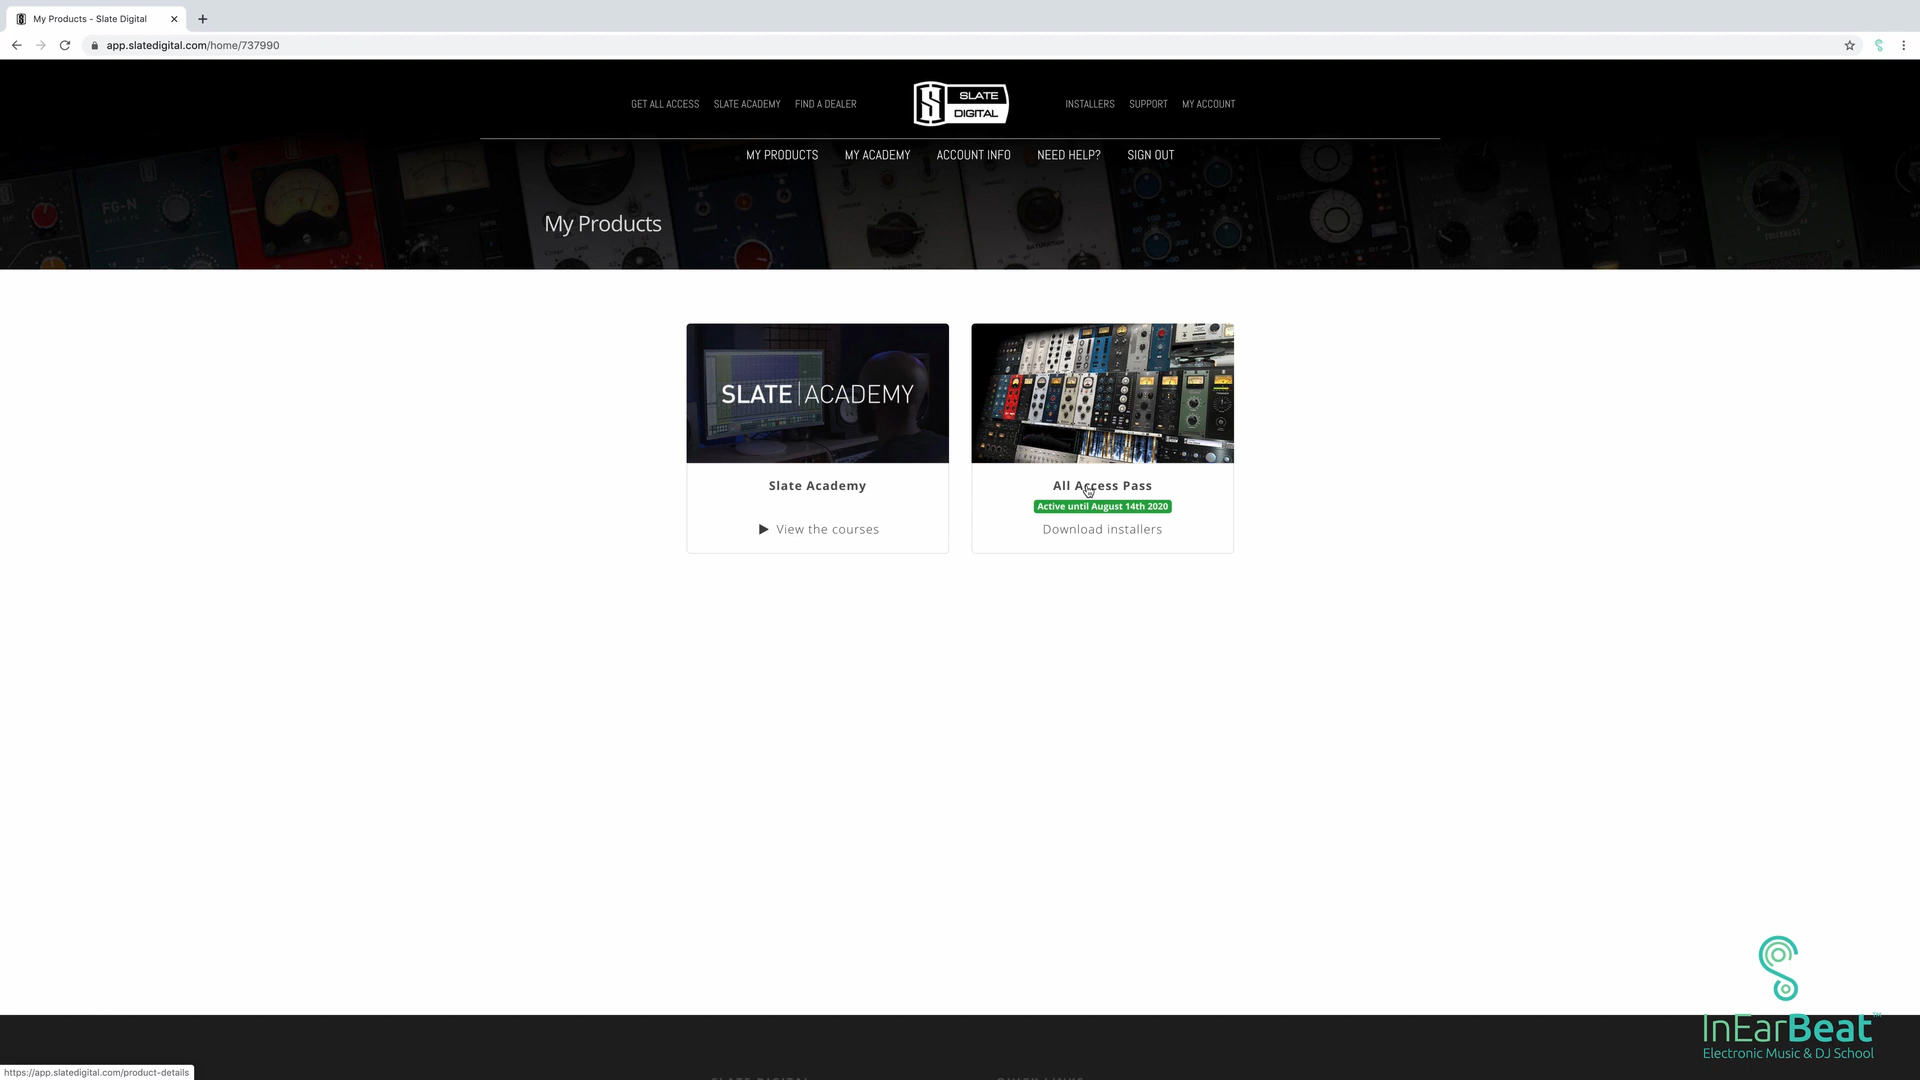 My Products - Slate Digital
app.slatedigital.com/home/737990
GET ALL ACCESS SLATE ACADEMY FIND A DEALER
SLATE
DIGITAL
INSTALLERS SUPPORT MY ACCOUNT
MY PRODUCTS MY ACADEMY ACCOUNT INFO NEED HELP? SIGN OUT
FG-N
My Products
SLATE|ACADEMY
Slate Academy
▶ View the courses
All Access Pass
Active until August 14th 2020
Download installers
InEarBeat™
Electronic Music & DJ School
https://app.slatedigital.com/product-details